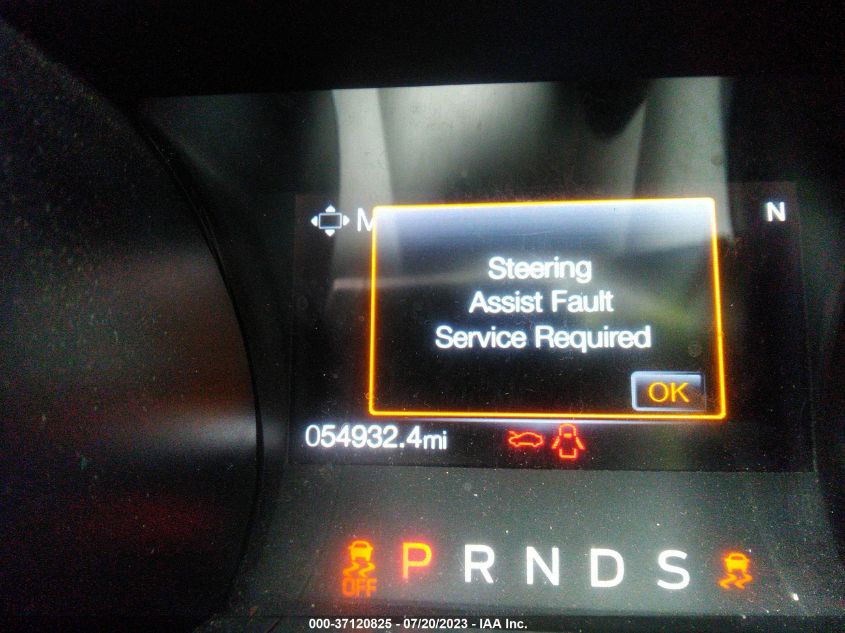 M
N
Steering
Assist Fault
Service Required
OK
054932.4mi
OFF
P R N D S
000-37120825 - 07/20/2023 - IAA Inc.